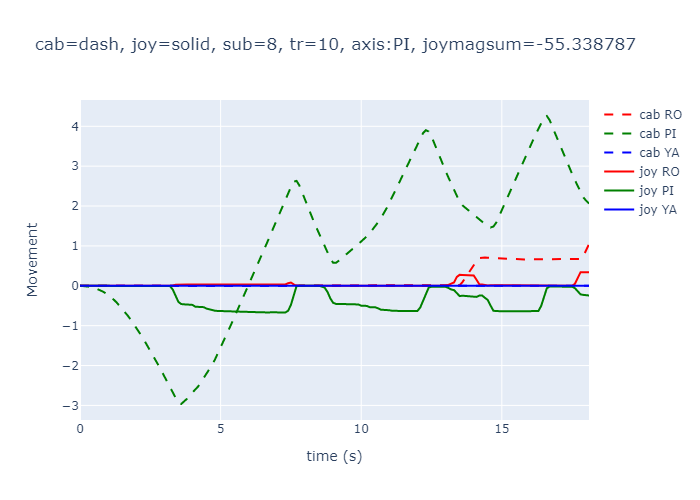 cab=dash, joy=solid, sub=8, tr=10, axis:PI, joymagsum=-55.338787
cab RO
cab PI
cab YA
joy RO
joy PI
joy YA
Movement
4
3
2
1
0
−1
−2
−3
0
5
10
15
time (s)